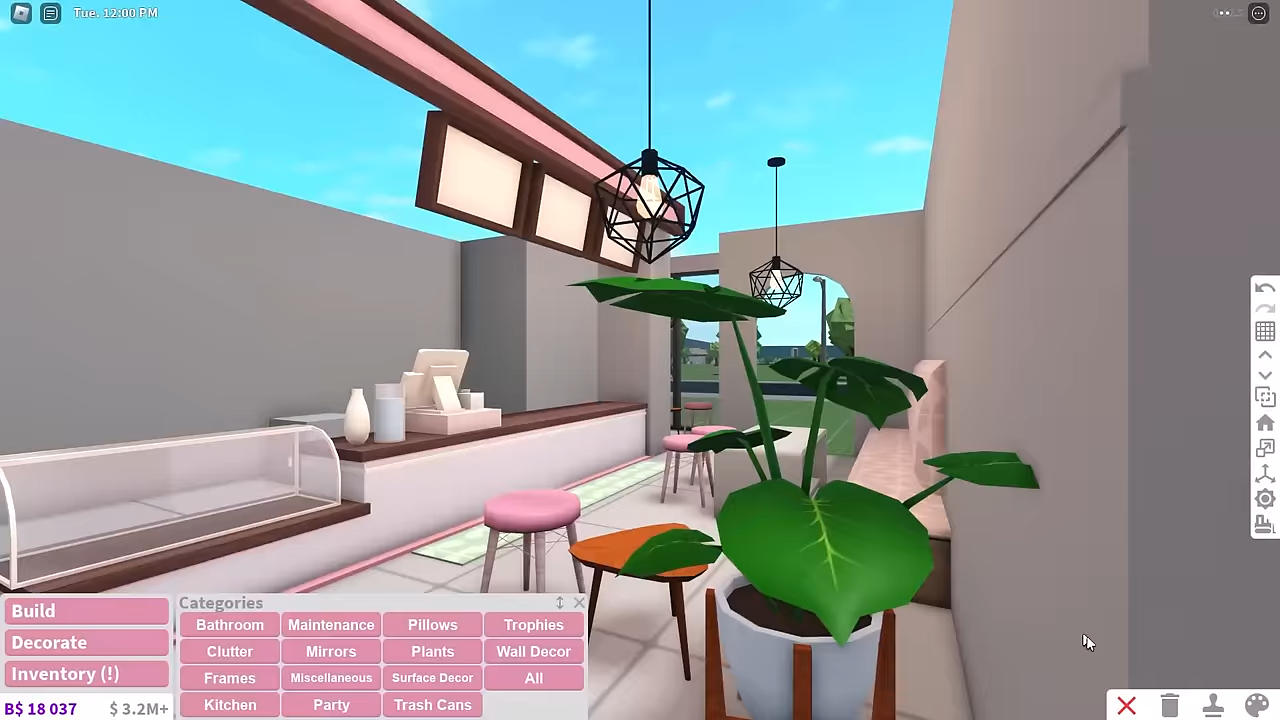 Tue. 12:00 PM
Build
Decorate
Inventory (!)
B$ 18 037 $ 3.2M+
Categories
Bathroom Maintenance Pillows Trophies
Clutter Mirrors Plants Wall Decor
Frames Miscellaneous Surface Decor All
Kitchen Party Trash Cans